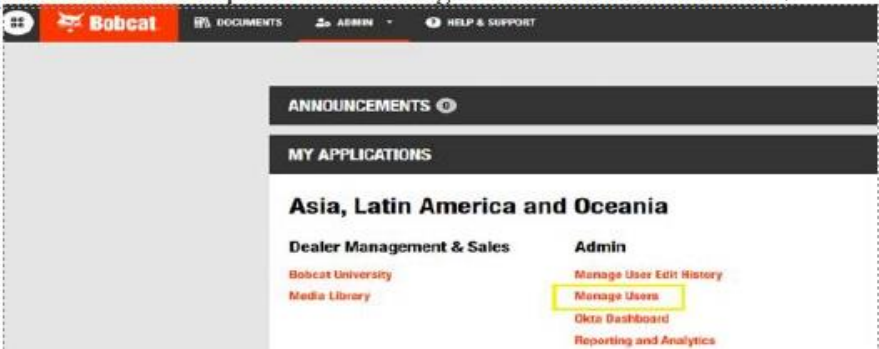 Bobcat DOCUMENTS ADMIN HELP & SUPPORT
ANNOUNCEMENTS 0
MY APPLICATIONS
Asia, Latin America and Oceania
Dealer Management & Sales Admin
Bobcat University Manage User Edit History
Media Library Manage Users
Okta Dashboard
Reporting and Analytics